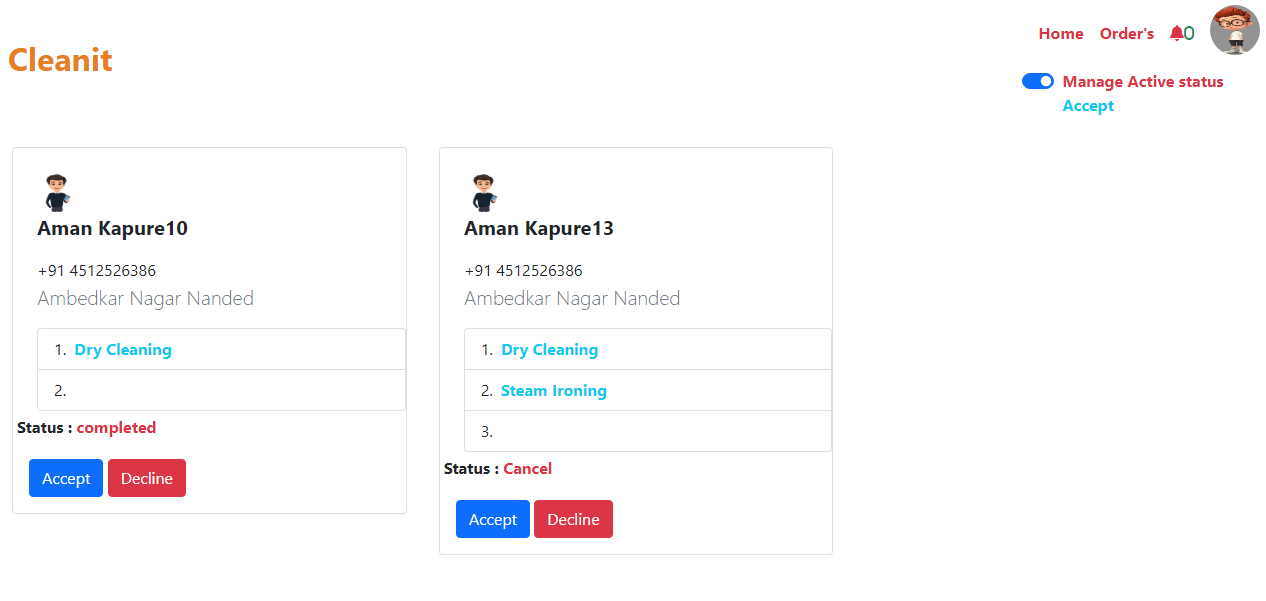 Cleanit
Home Order's 0
Manage Active status
Accept
Aman Kapure10
+91 4512526386
Ambedkar Nagar Nanded
1. Dry Cleaning
2.
Status : completed
Accept Decline
Aman Kapure13
+91 4512526386
Ambedkar Nagar Nanded
1. Dry Cleaning
2. Steam Ironing
3.
Status : Cancel
Accept Decline